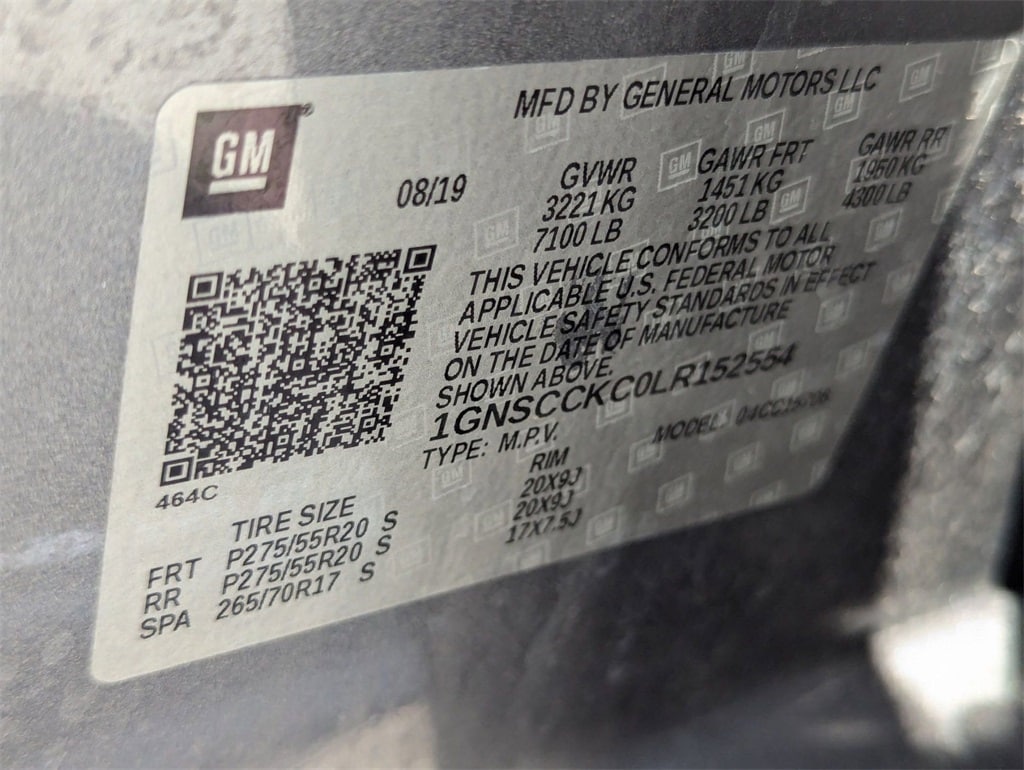 GM
MFD BY GENERAL MOTORS LLC
08/19
GVWR GAWR FRT GAWR RR
3221 KG 1451 KG 1950 KG
7100 LB 3200 LB 4300 LB
THIS VEHICLE CONFORMS TO ALL
APPLICABLE U.S. FEDERAL MOTOR
VEHICLE SAFETY STANDARDS IN EFFECT
ON THE DATE OF MANUFACTURE
SHOWN ABOVE.
1GNSCCKC0LR152554
TYPE: M.P.V. MODEL:
464C
TIRE SIZE RIM
FRT P275/55R20 S 20X9J
RR P275/55R20 S 20X9J
SPA 265/70R17 S 17X7.5J